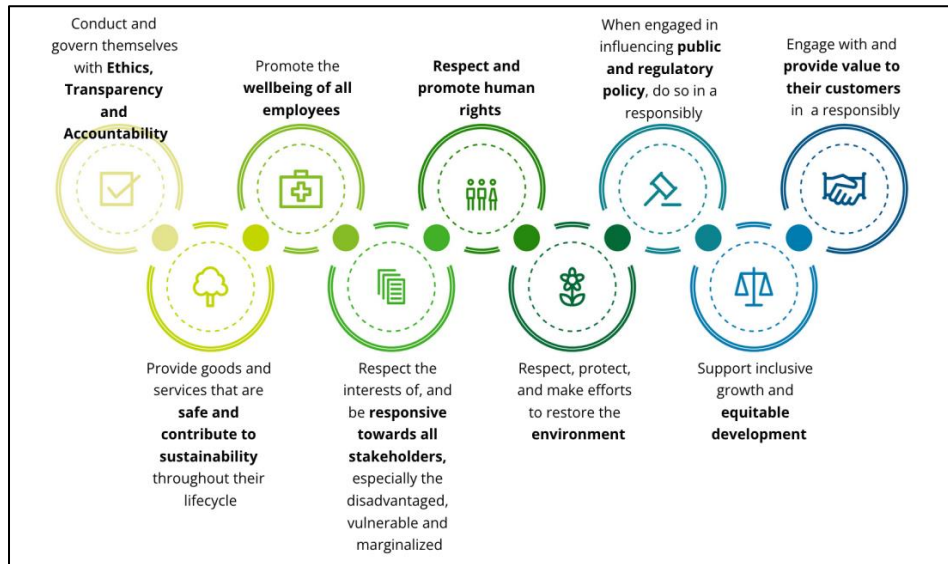 Conduct and
govern themselves
with Ethics,
Transparency
and
Accountability
Provide goods and
services that are
safe and
contribute to
sustainability
throughout their
lifecycle
Promote the
wellbeing of all
employees
Respect the
interests of, and
be responsive
towards all
stakeholders,
especially the
disadvantaged,
vulnerable and
marginalized
Respect and
promote human
rights
Respect, protect,
and make efforts
to restore the
environment
When engaged in
influencing public
and regulatory
policy, do so in a
responsibly
Support inclusive
growth and
equitable
development
Engage with and
provide value to
their customers
in a responsibly